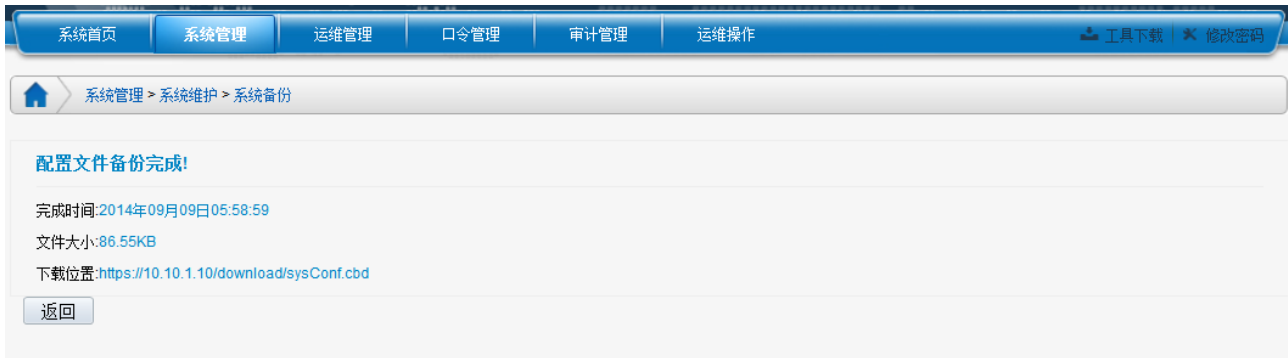 系统首页 系统管理 运维管理 口令管理 审计管理 运维操作 工具下载 修改密码
系统管理 > 系统维护 > 系统备份
配置文件备份完成!
完成时间:2014年09月09日05:58:59
文件大小:86.55KB
下载位置:https://10.10.1.10/download/sysConf.cbd
返回